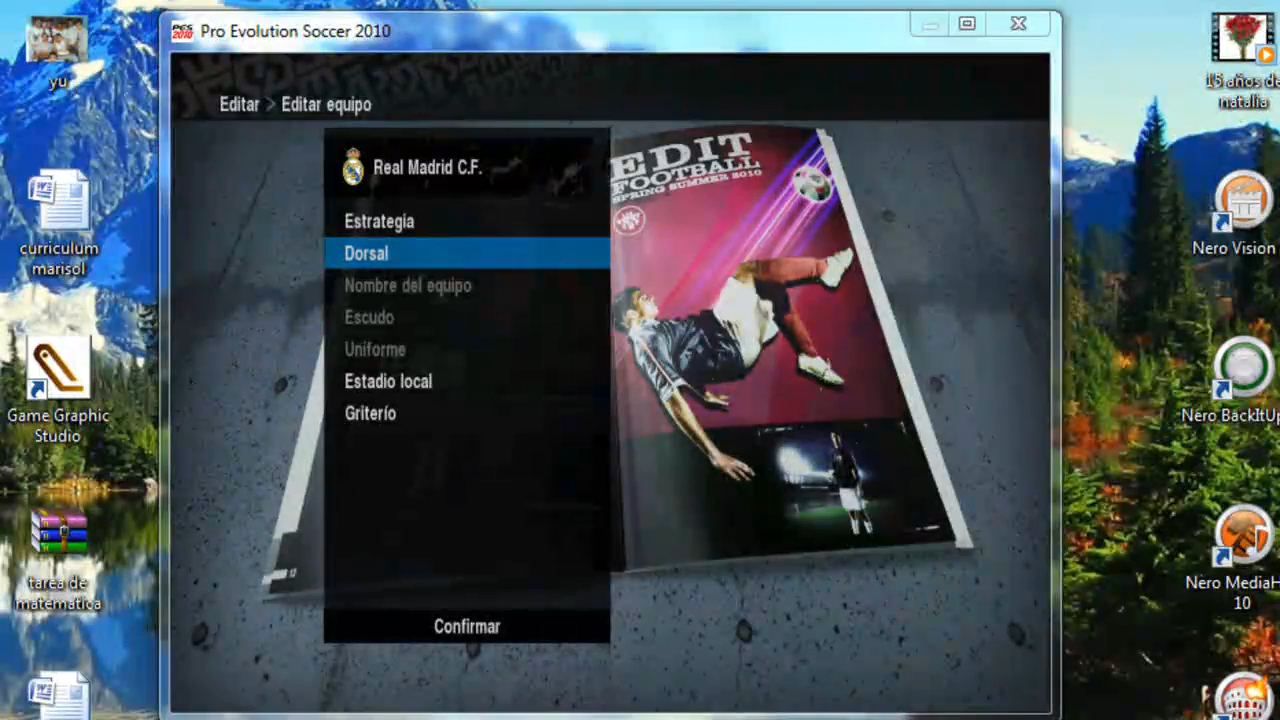 yu
curriculum
marisol
Game Graphic
Studio
tarea de
matematica
PES
2010
Pro Evolution Soccer 2010
Editar > Editar equipo
Real Madrid C.F.
Estrategia
Dorsal
Nombre del equipo
Escudo
Uniforme
Estadio local
Griterío
Confirmar
EDIT
FOOTBALL
SPRING SUMMER 2010
15 años de
natalia
Nero Vision
Nero BackItUp
Nero MediaH
10